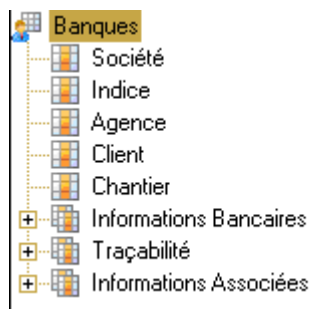 Banques
Société
Indice
Agence
Client
Chantier
Informations Bancaires
Traçabilité
Informations Associées